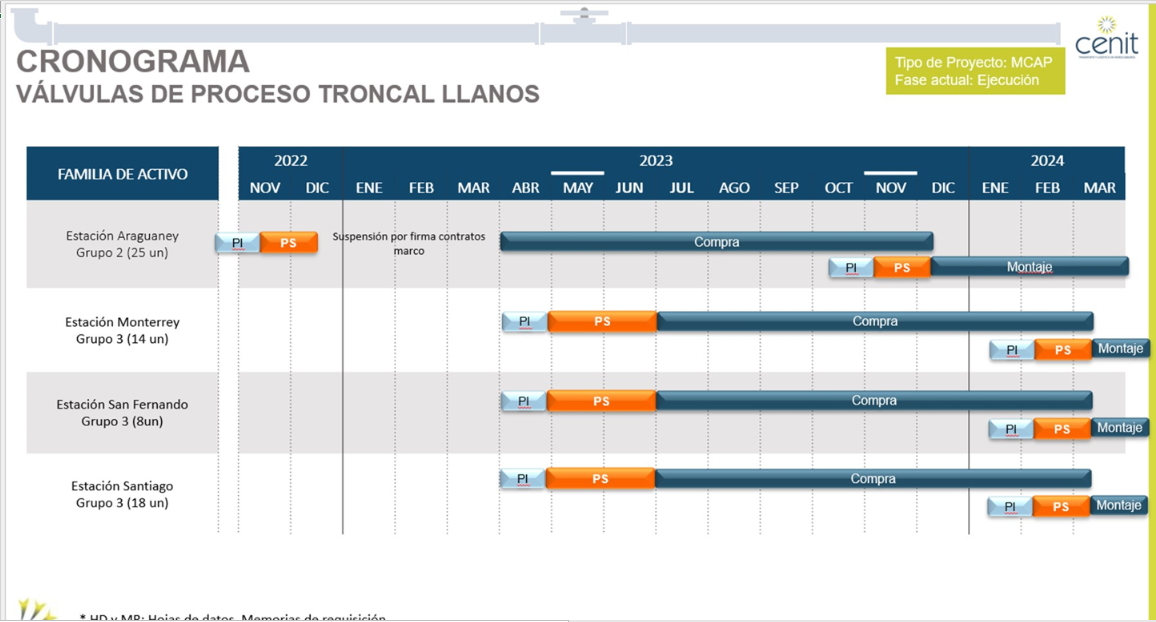 CRONOGRAMA
VÁLVULAS DE PROCESO TRONCAL LLANOS
Tipo de Proyecto: MCAP
Fase actual: Ejecución
cenit
FAMILIA DE ACTIVO
2022 2023 2024
NOV DIC ENE FEB MAR ABR MAY JUN JUL AGO SEP OCT NOV DIC ENE FEB MAR
Estación Araguaney
Grupo 2 (25 un)
PI PS
Suspensión por firma contratos
marco
Compra
PI PS Montaje
Estación Monterrey
Grupo 3 (14 un)
PI PS Compra
PI PS Montaje
Estación San Fernando
Grupo 3 (8un)
PI PS Compra
PI PS Montaje
Estación Santiago
Grupo 3 (18 un)
PI PS Compra
PI PS Montaje
* HD y MR: Hojas de datos, Memorias de requisición